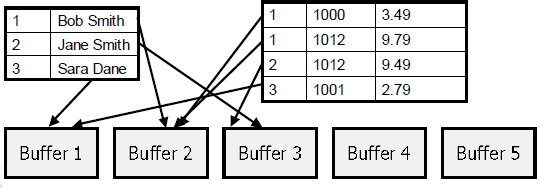 1 Bob Smith
2 Jane Smith
3 Sara Dane
1 1000 3.49
1 1012 9.79
2 1012 9.49
3 1001 2.79
Buffer 1 Buffer 2 Buffer 3 Buffer 4 Buffer 5